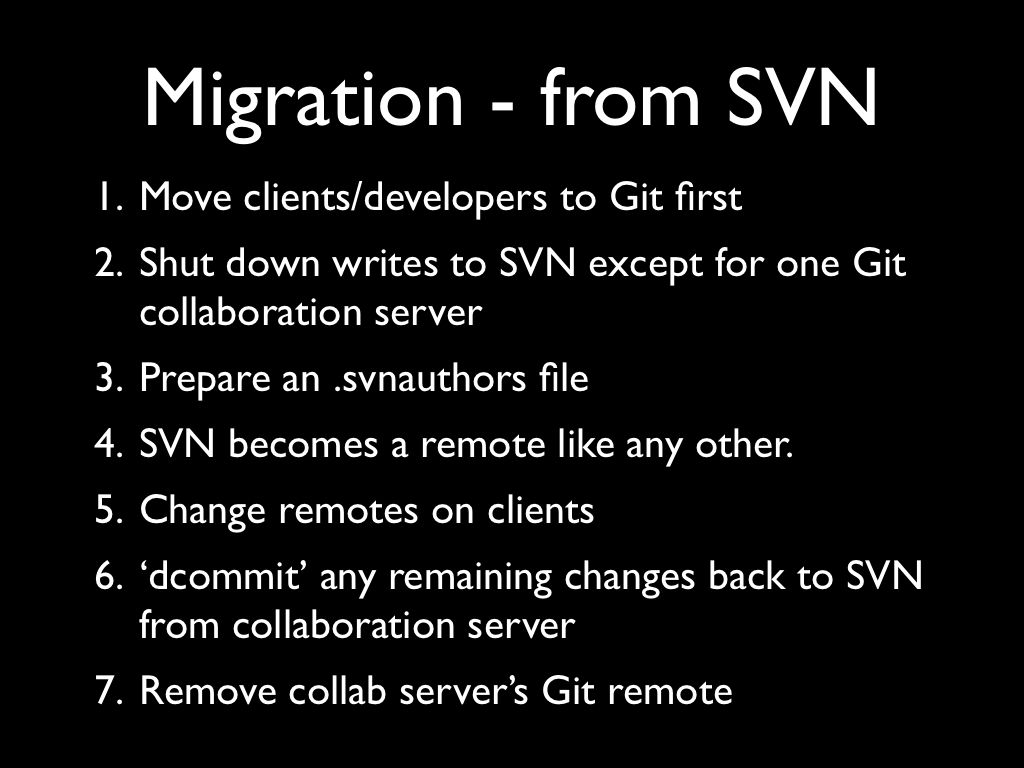 Migration - from SVN
1. Move clients/developers to Git first
2. Shut down writes to SVN except for one Git
collaboration server
3. Prepare an .svnauthors file
4. SVN becomes a remote like any other.
5. Change remotes on clients
6. ‘dcommit’ any remaining changes back to SVN
from collaboration server
7. Remove collab server’s Git remote